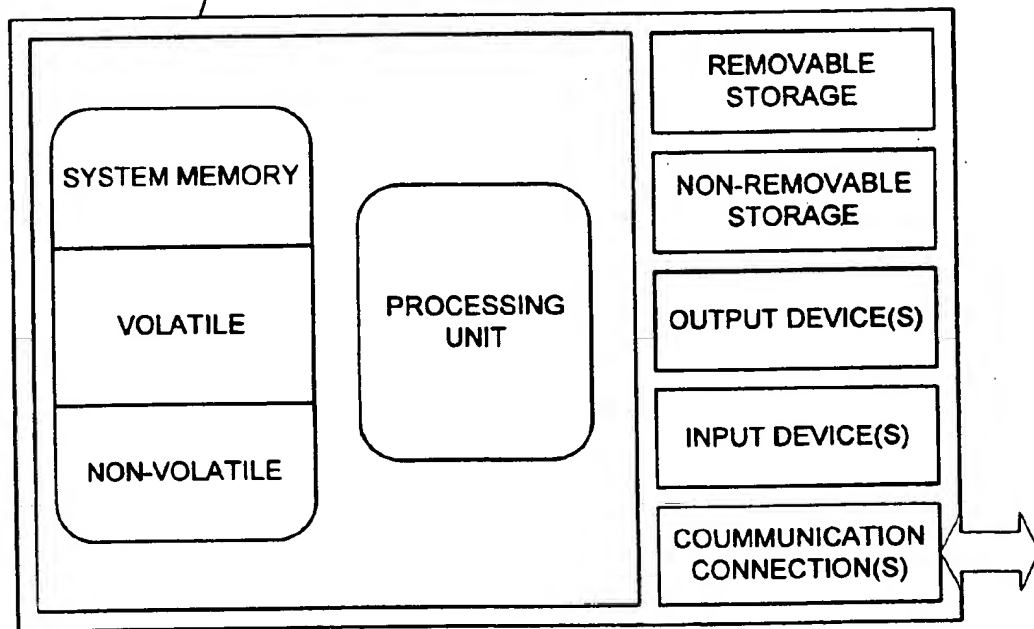 SYSTEM MEMORY
VOLATILE
NON-VOLATILE
PROCESSING
UNIT
REMOVABLE
STORAGE
NON-REMOVABLE
STORAGE
OUTPUT DEVICE(S)
INPUT DEVICE(S)
COUMMUNICATION
CONNECTION(S)